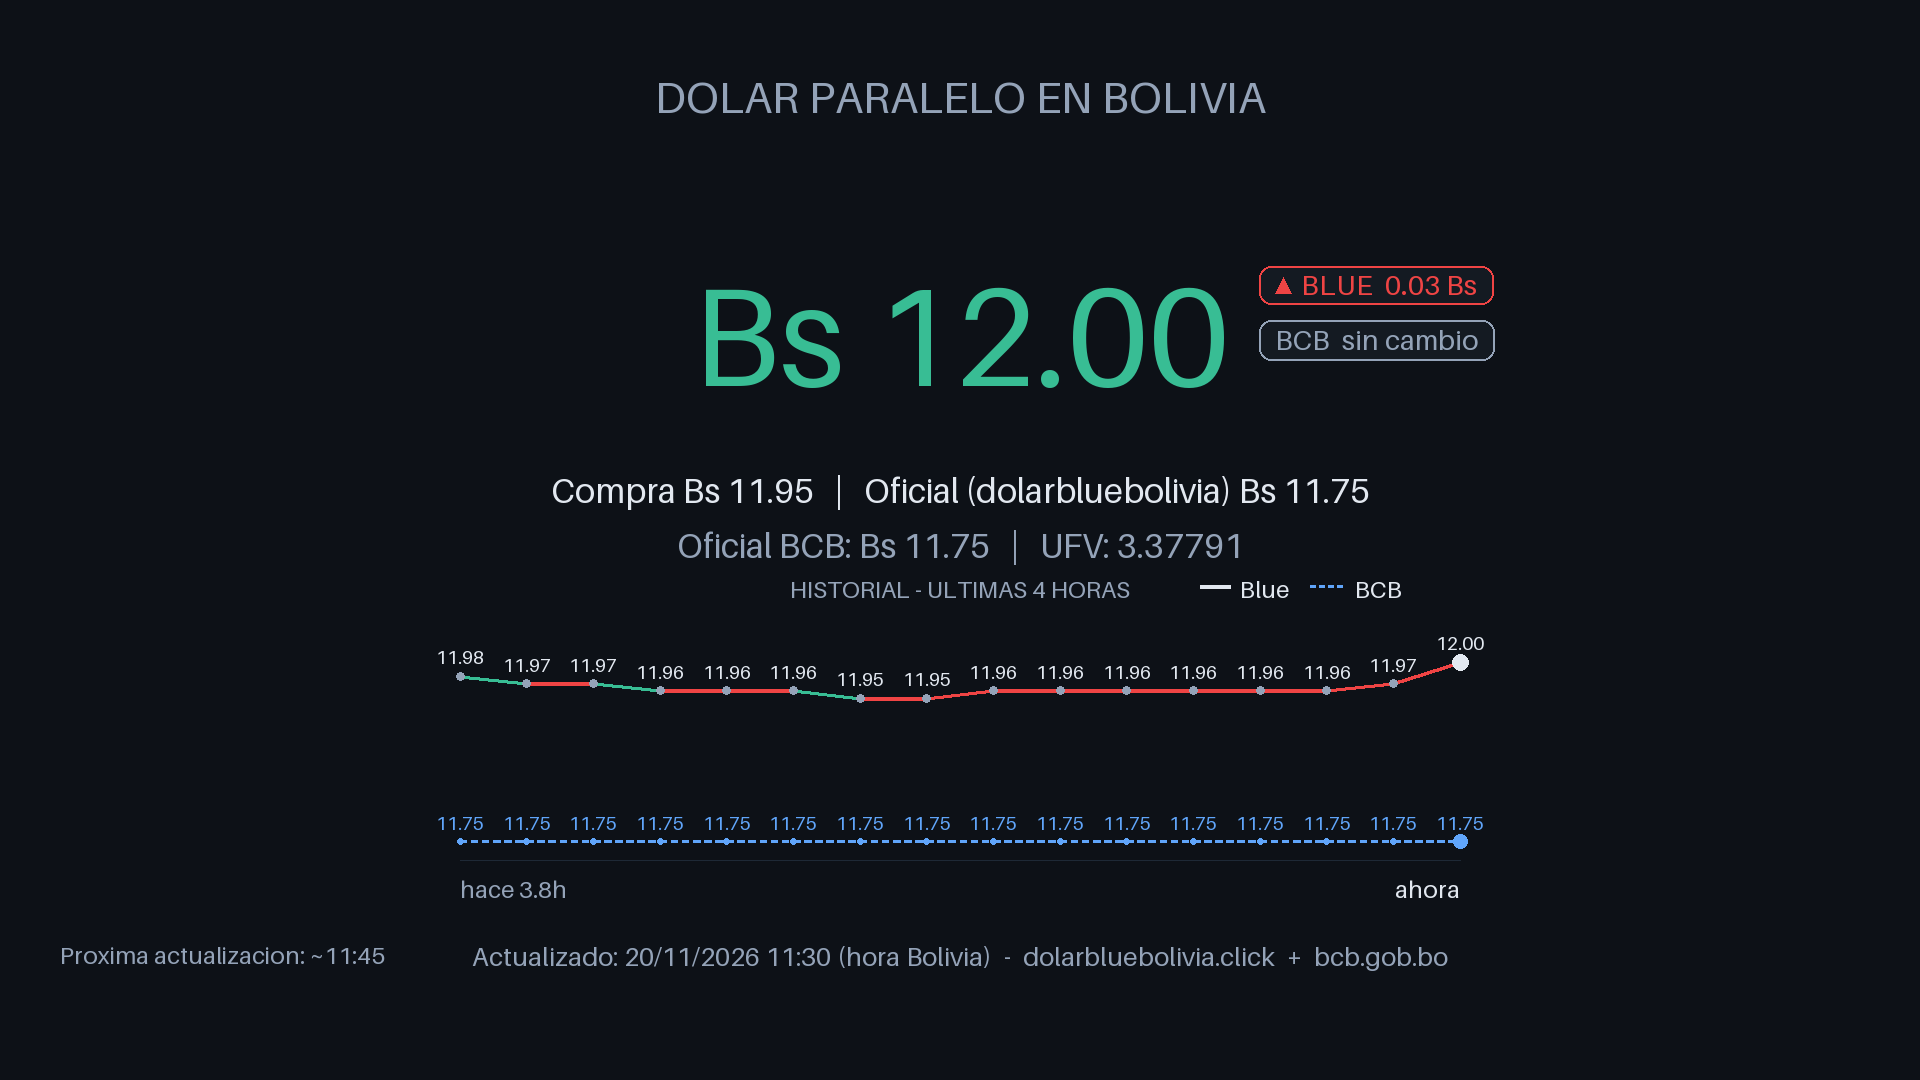 DOLAR PARALELO EN BOLIVIA
Bs 12.00
▲ BLUE 0.03 Bs
BCB sin cambio
Compra Bs 11.95 | Oficial (dolarbluebolivia) Bs 11.75
Oficial BCB: Bs 11.75 | UFV: 3.37791
HISTORIAL - ULTIMAS 4 HORAS
Blue
BCB
11.98 11.97 11.97 11.96 11.96 11.96 11.95 11.95 11.96 11.96 11.96 11.96 11.96 11.96 11.97 12.00
11.75 11.75 11.75 11.75 11.75 11.75 11.75 11.75 11.75 11.75 11.75 11.75 11.75 11.75 11.75 11.75
hace 3.8h
ahora
Proxima actualizacion: ~11:45
Actualizado: 20/11/2026 11:30 (hora Bolivia) - dolarbluebolivia.click + bcb.gob.bo